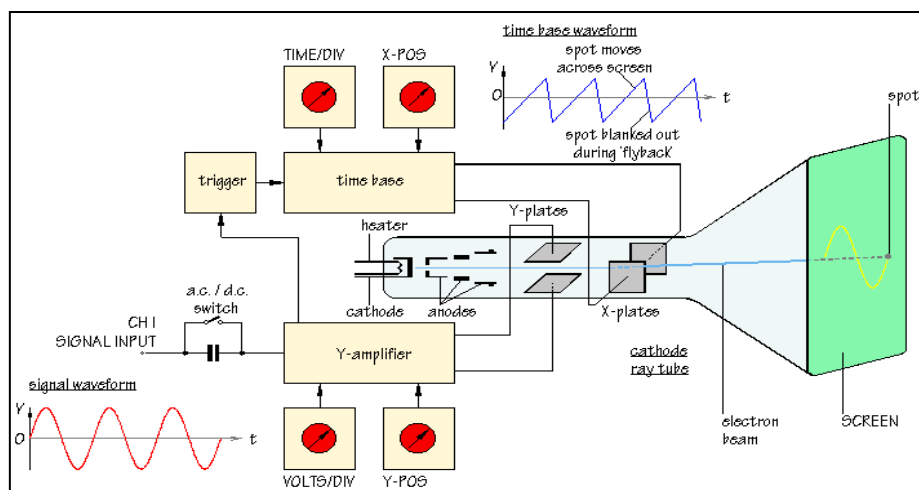 time base waveform
TIME/DIV
X-POS
spot moves
across screen
V
O
t
spot
spot blanked out
during 'flyback'
trigger
time base
Y-plates
heater
cathode
anodes
X-plates
a.c. / d.c.
switch
CH I
SIGNAL INPUT
Y-amplifier
cathode
ray tube
signal waveform
V
O
t
electron
beam
SCREEN
VOLTS/DIV
Y-POS